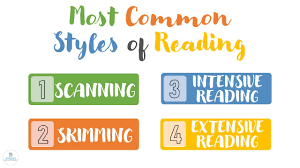 Most Common
Styles of Reading
1 SCANNING
2 SKIMMING
3 INTENSIVE
READING
4 EXTENSIVE
READING